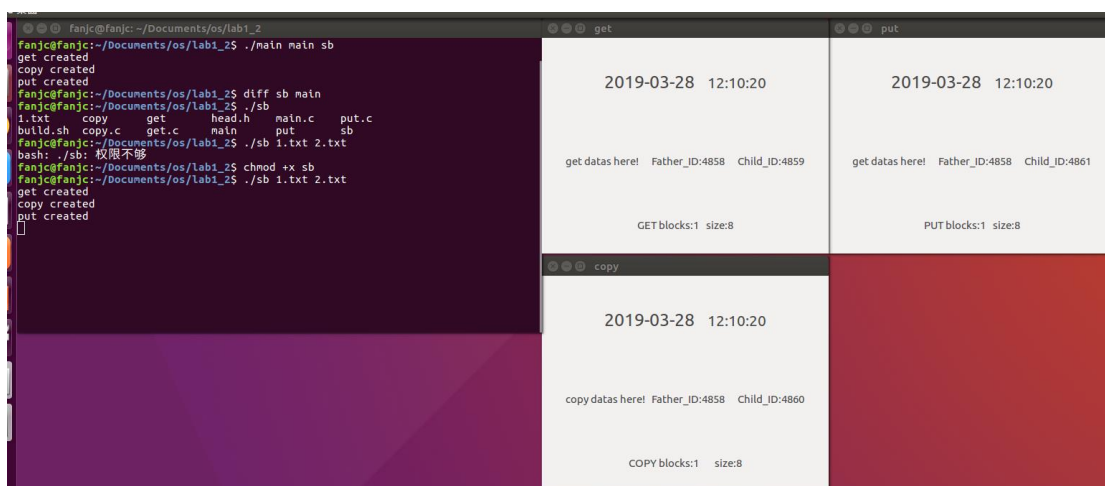 fanjc@fanjc: ~/Documents/os/lab1_2
fanjc@fanjc:~/Documents/os/lab1_2$ ./main main sb
get created
copy created
put created
fanjc@fanjc:~/Documents/os/lab1_2$ diff sb main
fanjc@fanjc:~/Documents/os/lab1_2$ ./sb
1.txt copy get head.h main.c put.c
build.sh copy.c get.c main put sb
fanjc@fanjc:~/Documents/os/lab1_2$ ./sb 1.txt 2.txt
bash: ./sb: 权限不够
fanjc@fanjc:~/Documents/os/lab1_2$ chmod +x sb
fanjc@fanjc:~/Documents/os/lab1_2$ ./sb 1.txt 2.txt
get created
copy created
put created
get
2019-03-28 12:10:20
get datas here! Father_ID:4858 Child_ID:4859
GET blocks:1 size:8
put
2019-03-28 12:10:20
get datas here! Father_ID:4858 Child_ID:4861
PUT blocks:1 size:8
copy
2019-03-28 12:10:20
copy datas here! Father_ID:4858 Child_ID:4860
COPY blocks:1 size:8